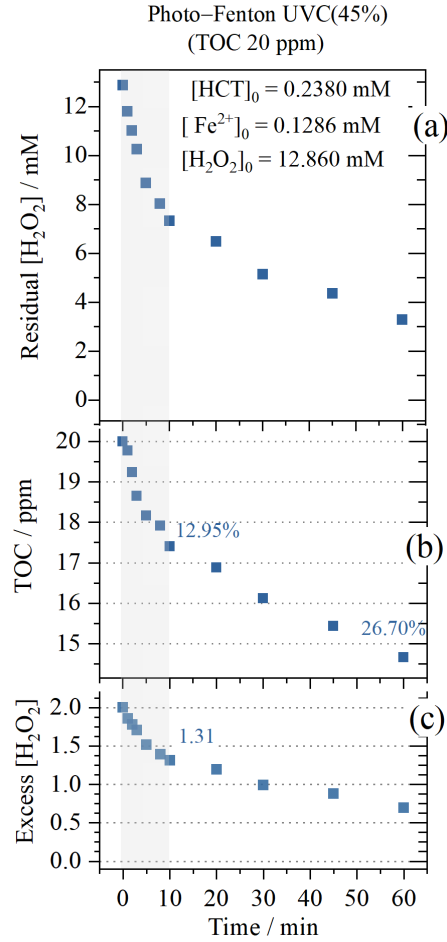 Photo−Fenton UVC(45%)
(TOC 20 ppm)
[HCT]₀ = 0.2380 mM
[ Fe²⁺]₀ = 0.1286 mM
[H₂O₂]₀ = 12.860 mM
(a)
Residual [H₂O₂] / mM
12
10
8
6
4
2
0
(b)
TOC / ppm
20
19
18
17
16
15
12.95%
26.70%
(c)
Excess [H₂O₂]
2.0
1.5
1.0
0.5
0.0
1.31
0 10 20 30 40 50 60
Time / min